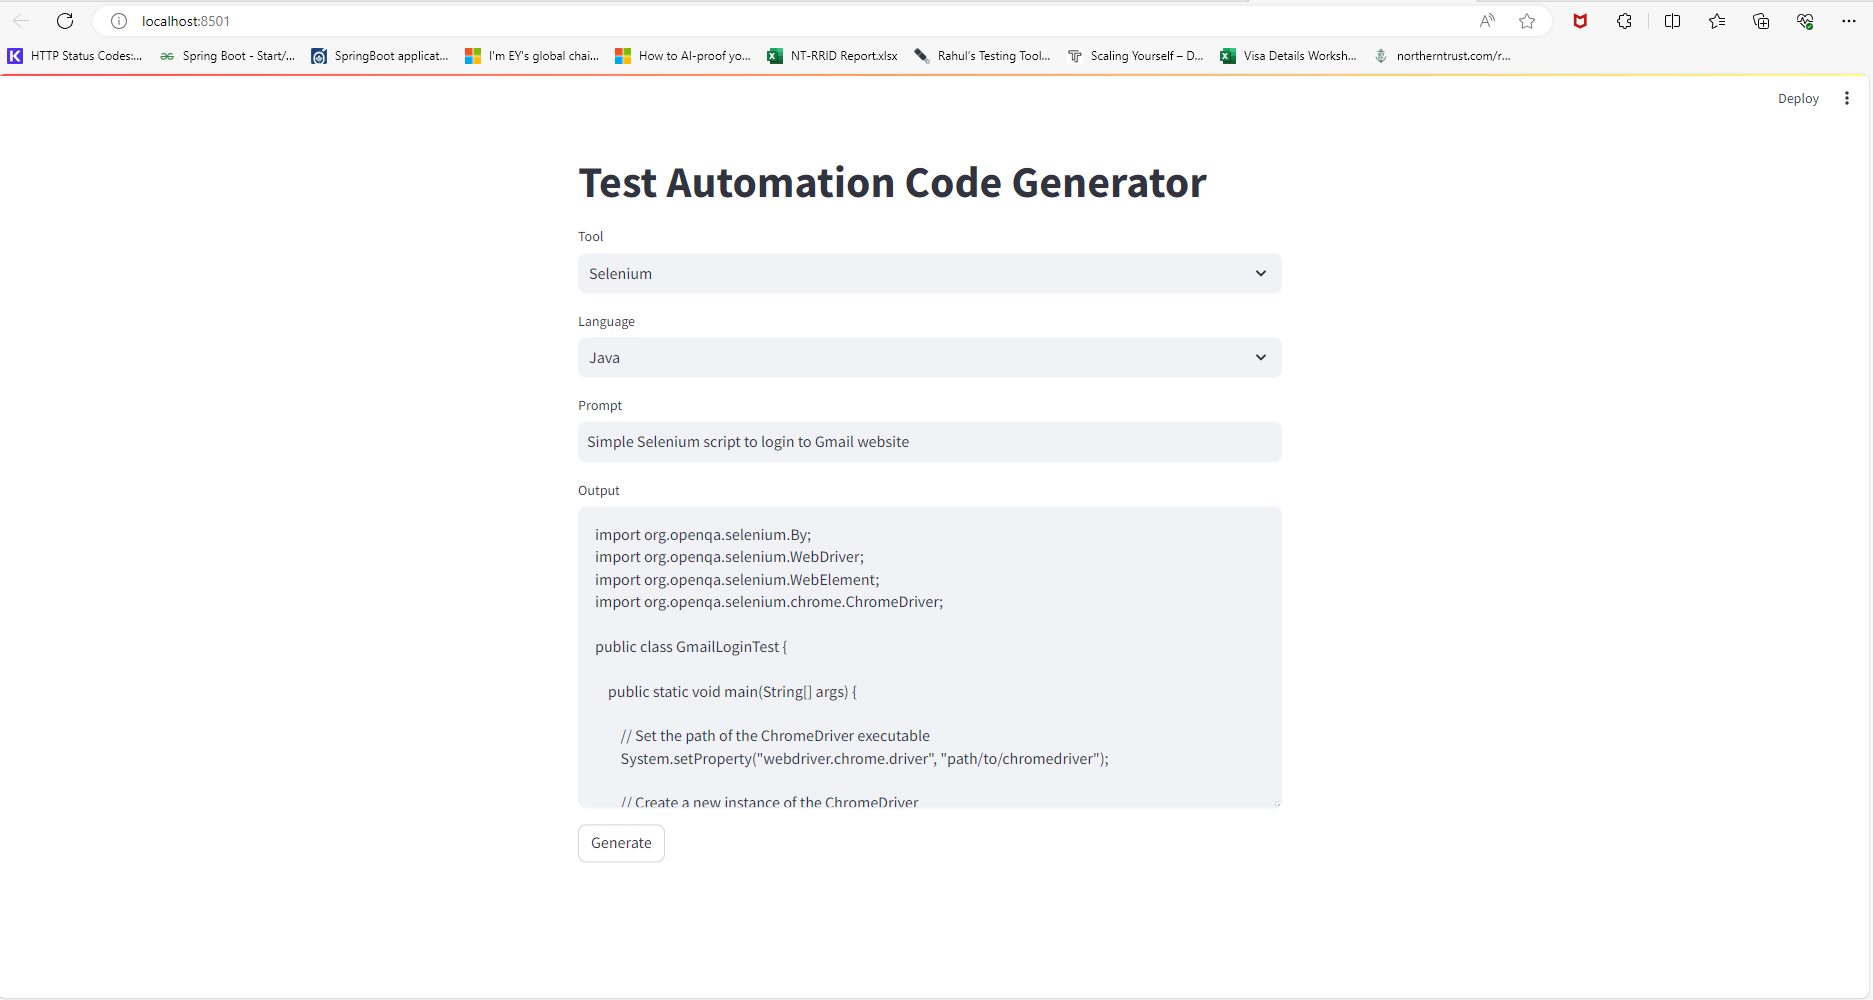 localhost:8501
HTTP Status Codes:... Spring Boot - Start/... SpringBoot applicat... I'm EY's global chai... How to AI-proof yo... NT-RRID Report.xlsx Rahul's Testing Tool... Scaling Yourself – D... Visa Details Worksh... northerntrust.com/r...
Deploy
Test Automation Code Generator
Tool
Selenium
Language
Java
Prompt
Simple Selenium script to login to Gmail website
Output
import org.openqa.selenium.By;
import org.openqa.selenium.WebDriver;
import org.openqa.selenium.WebElement;
import org.openqa.selenium.chrome.ChromeDriver;
public class GmailLoginTest {
public static void main(String[] args) {
// Set the path of the ChromeDriver executable
System.setProperty("webdriver.chrome.driver", "path/to/chromedriver");
// Create a new instance of the ChromeDriver
Generate